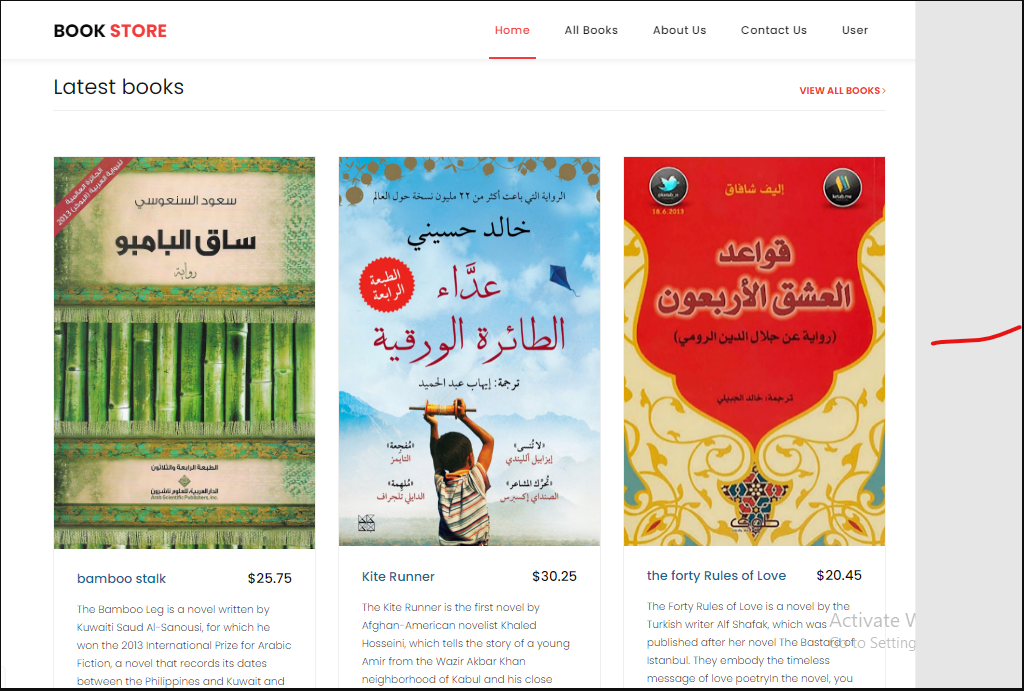 BOOK STORE
Home
All Books
About Us
Contact Us
User
Latest books
VIEW ALL BOOKS
الجائزة العالمية
للرواية العربية (البوكر) 2013
سعود السنعوسي
ساق البامبو
رواية
الطبعة الرابعة والثلاثون
الدار العربية للعلوم ناشرون
Arab Scientific Publishers, Inc.
الرواية التي باعت أكثر من ٢٢ مليون نسخة حول العالم
خالد حسيني
الطبعة
الرابعة
عدَّاء
الطائرة الورقية
ترجمة: إيهاب عبد الحميد
«لا تُنسى»
إيزابيل ألليندي
«مُفجِعة»
التايمز
«تُحرِّك المشاعر»
الصنداي إكسبرس
«مُلهِمة»
الدايلي تلجراف
18.6.2013
إليف شافاق
قواعد
العشق الأربعون
(رواية عن جلال الدين الرومي)
ترجمة: خالد الجبيلي
طوى
bamboo stalk
$25.75
The Bamboo Leg is a novel written by
Kuwaiti Saud Al-Sanousi, for which he
won the 2013 International Prize for Arabic
Fiction, a novel that records its dates
between the Philippines and Kuwait and
Kite Runner
$30.25
The Kite Runner is the first novel by
Afghan-American novelist Khaled
Hosseini, which tells the story of a young
Amir from the Wazir Akbar Khan
neighborhood of Kabul and his close
the forty Rules of Love
$20.45
The Forty Rules of Love is a novel by the
Turkish writer Alf Shafak, which was
published after her novel The Bastard of
Istanbul. They embody the timeless
message of love poetryIn the novel, you
Activate W
Go to Setting